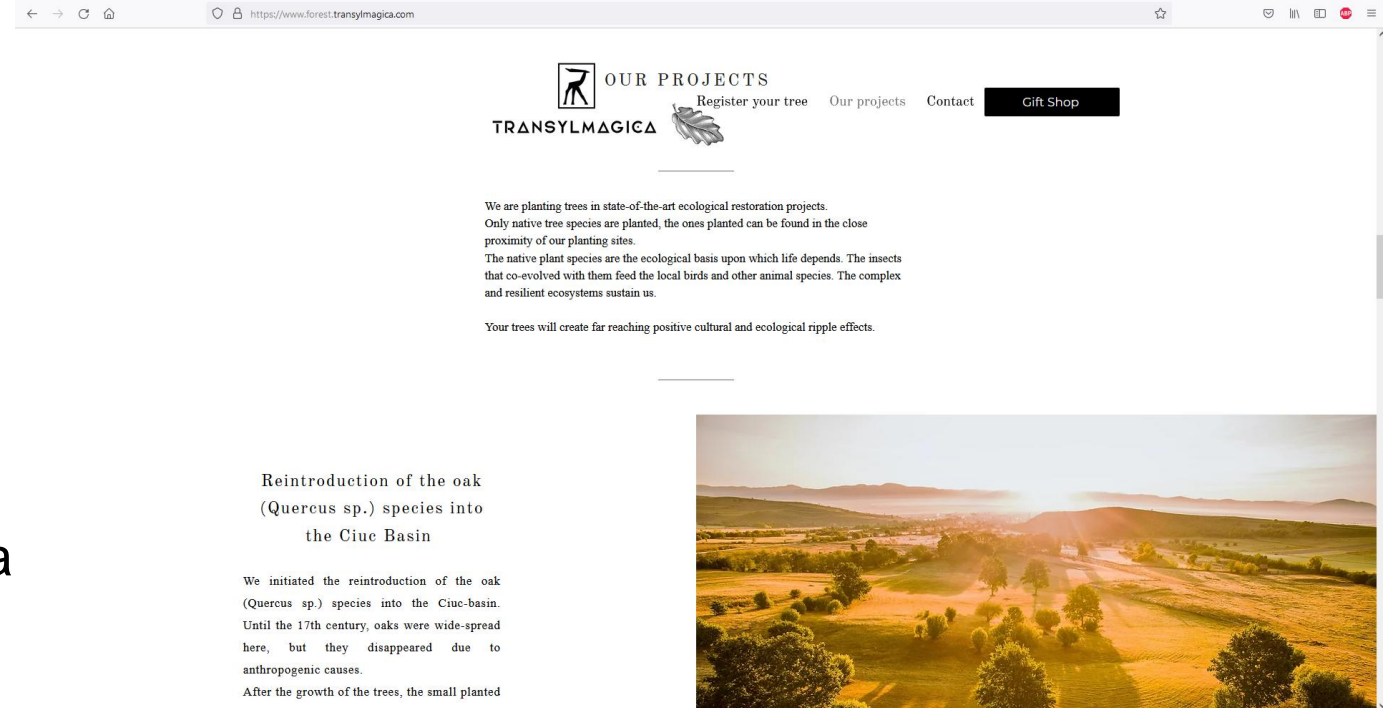 https://www.forest.transylmagica.com
ABP
OUR PROJECTS
Register your tree Our projects Contact Gift Shop
TRANSYLMAGICA
We are planting trees in state-of-the-art ecological restoration projects.
Only native tree species are planted, the ones planted can be found in the close
proximity of our planting sites.
The native plant species are the ecological basis upon which life depends. The insects
that co-evolved with them feed the local birds and other animal species. The complex
and resilient ecosystems sustain us.
Your trees will create far reaching positive cultural and ecological ripple effects.
Reintroduction of the oak
(Quercus sp.) species into
the Ciuc Basin
a
We initiated the reintroduction of the oak
(Quercus sp.) species into the Ciuc-basin.
Until the 17th century, oaks were wide-spread
here, but they disappeared due to
anthropogenic causes.
After the growth of the trees, the small planted